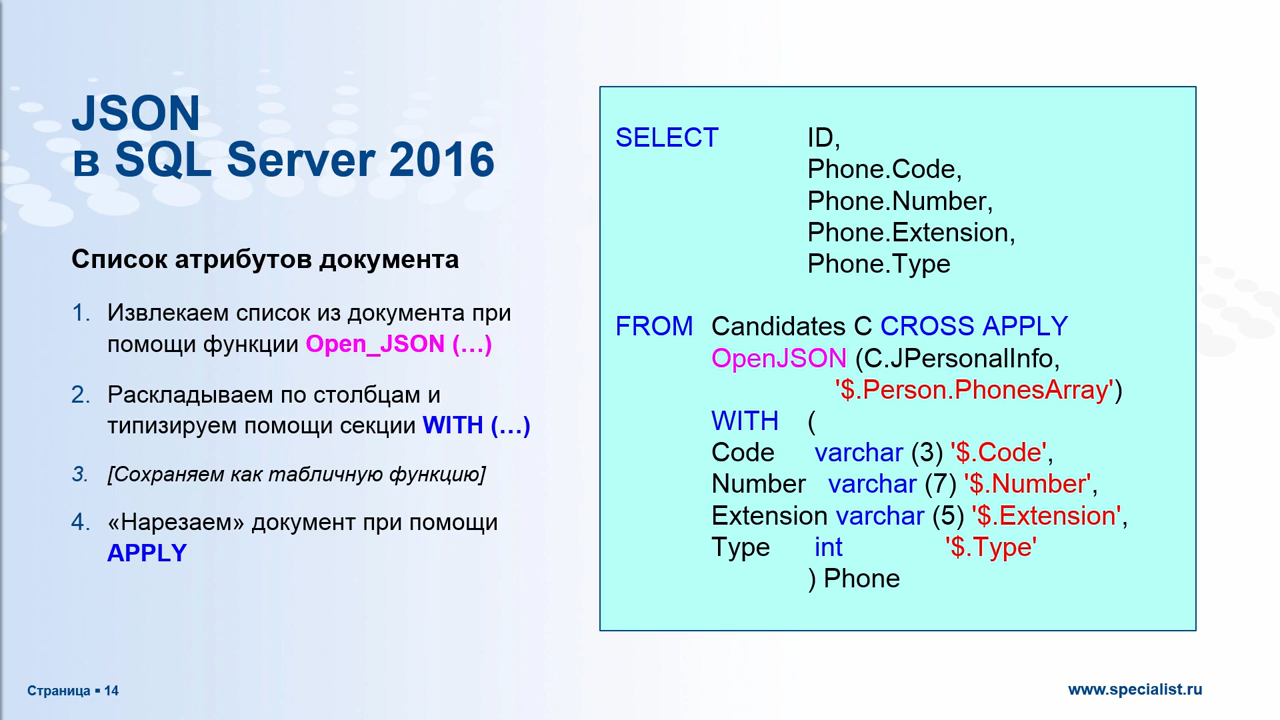 JSON
в SQL Server 2016
Список атрибутов документа
1. Извлекаем список из документа при
помощи функции Open_JSON (…)
2. Раскладываем по столбцам и
типизируем помощи секции WITH (…)
3. [Сохраняем как табличную функцию]
4. «Нарезаем» документ при помощи
APPLY
SELECT ID,
Phone.Code,
Phone.Number,
Phone.Extension,
Phone.Type
FROM Candidates C CROSS APPLY
OpenJSON (C.JPersonalInfo,
'$.Person.PhonesArray')
WITH (
Code varchar (3) '$.Code',
Number varchar (7) '$.Number',
Extension varchar (5) '$.Extension',
Type int '$.Type'
) Phone
Страница ▪ 14
www.specialist.ru